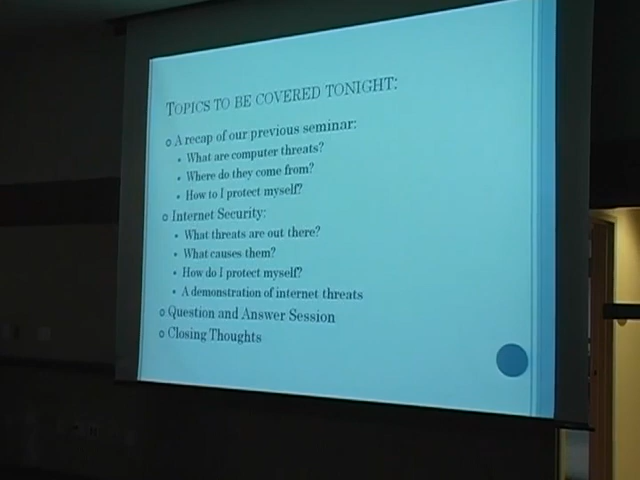 TOPICS TO BE COVERED TONIGHT:
A recap of our previous seminar:
What are computer threats?
Where do they come from?
How to I protect myself?
Internet Security:
What threats are out there?
What causes them?
How do I protect myself?
A demonstration of internet threats
Question and Answer Session
Closing Thoughts